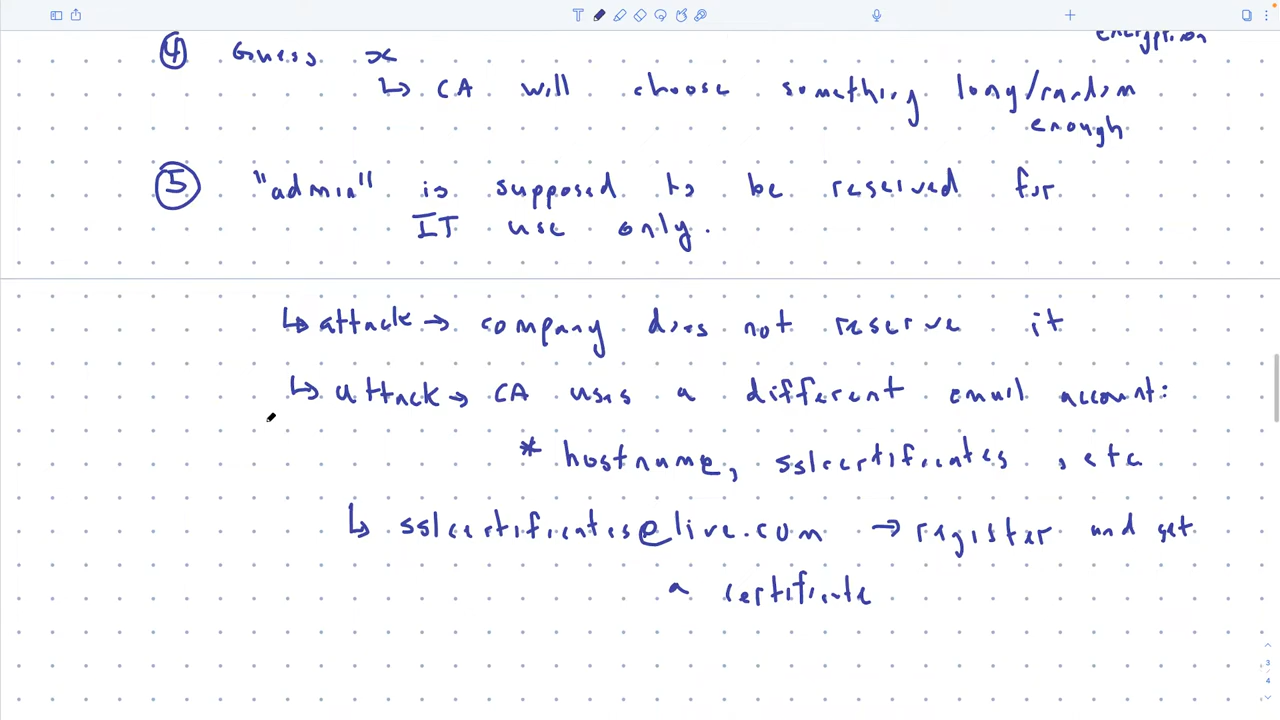 encryption
④ Guess x
↳ CA will choose something long/random
enough
⑤ "admin" is supposed to be reserved for
IT use only.
↳ attack → company does not reserve it
↳ attack → CA uses a different email account:
* hostname, sslcertificates, etc
↳ sslcertificates@live.com → register and get
a certificate
3
4